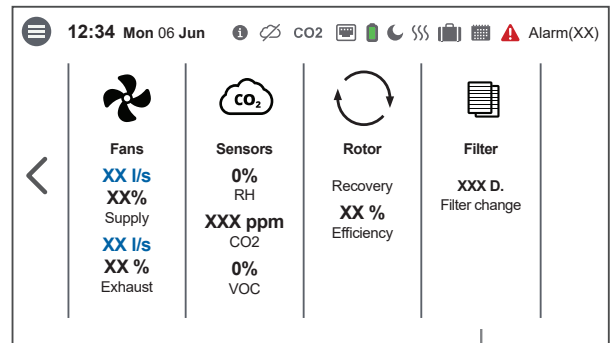 12:34 Mon 06 Jun CO2 Alarm(XX)
CO₂
Fans
XX l/s
XX%
Supply
XX l/s
XX %
Exhaust
Sensors
0%
RH
XXX ppm
CO2
0%
VOC
Rotor
Recovery
XX %
Efficiency
Filter
XXX D.
Filter change